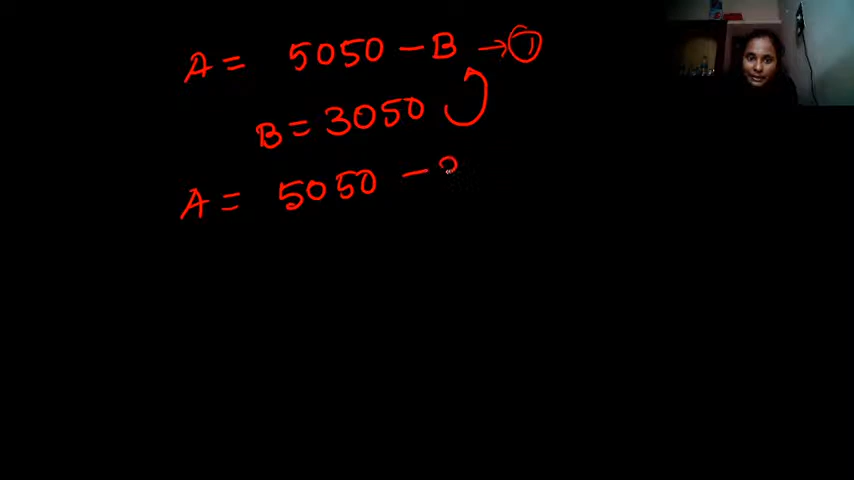 A = 5050 - B → ①
B = 3050
A = 5050 -